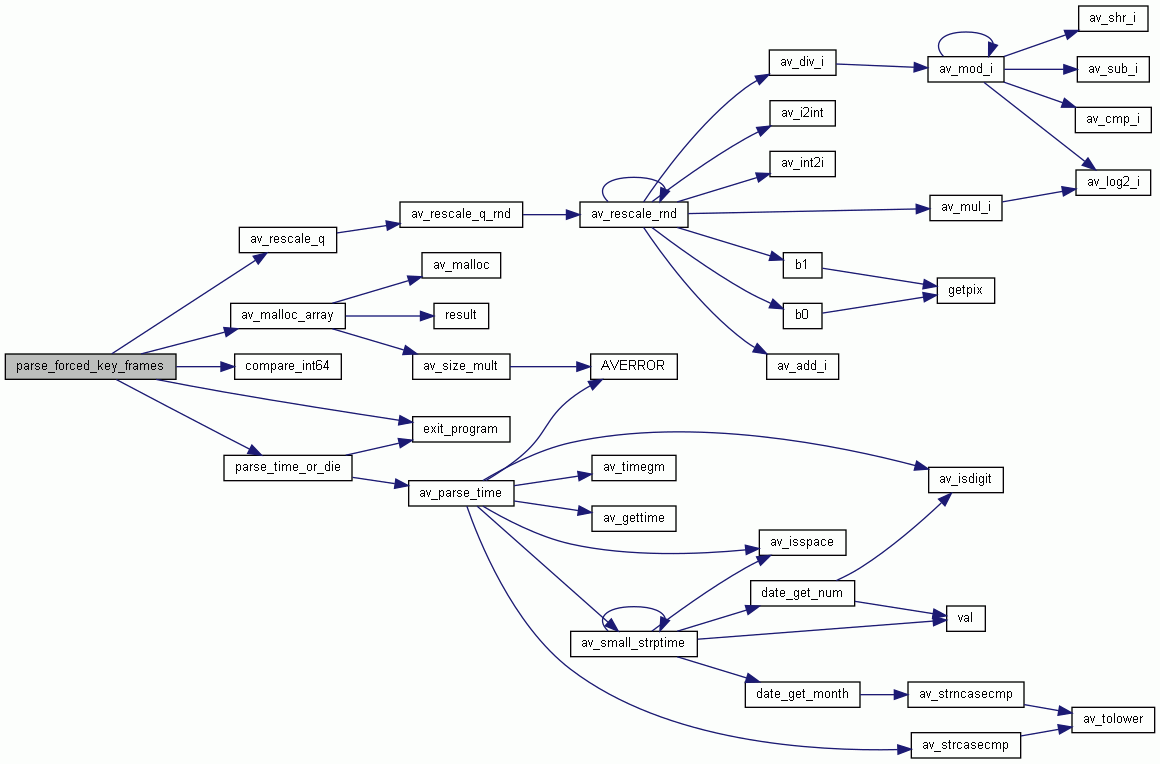 av_shr_i
av_div_i
av_mod_i
av_sub_i
av_i2int
av_cmp_i
av_int2i
av_log2_i
av_rescale_q_rnd
av_rescale_rnd
av_mul_i
av_rescale_q
av_malloc
b1
getpix
av_malloc_array
result
b0
parse_forced_key_frames
compare_int64
av_size_mult
AVERROR
av_add_i
exit_program
parse_time_or_die
av_timegm
av_parse_time
av_isdigit
av_gettime
av_isspace
date_get_num
val
av_small_strptime
date_get_month
av_strncasecmp
av_tolower
av_strcasecmp